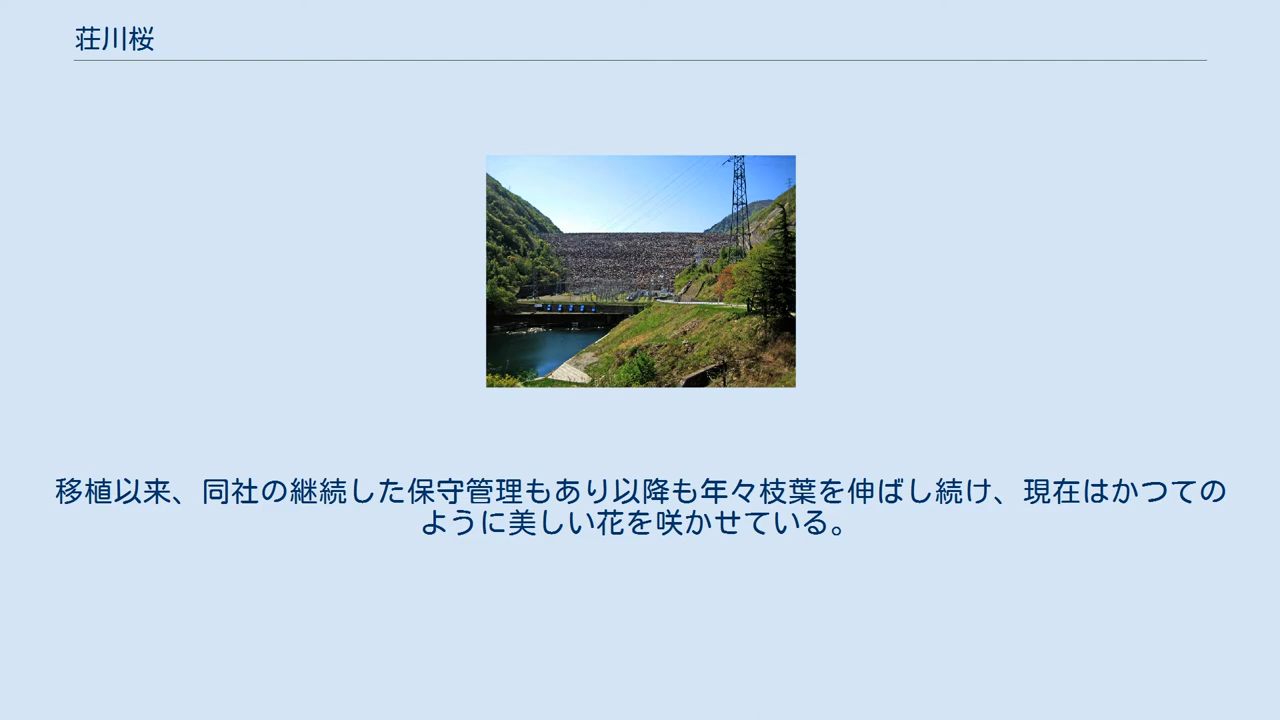 荘川桜
移植以来、同社の継続した保守管理もあり以降も年々枝葉を伸ばし続け、現在はかつての
ように美しい花を咲かせている。